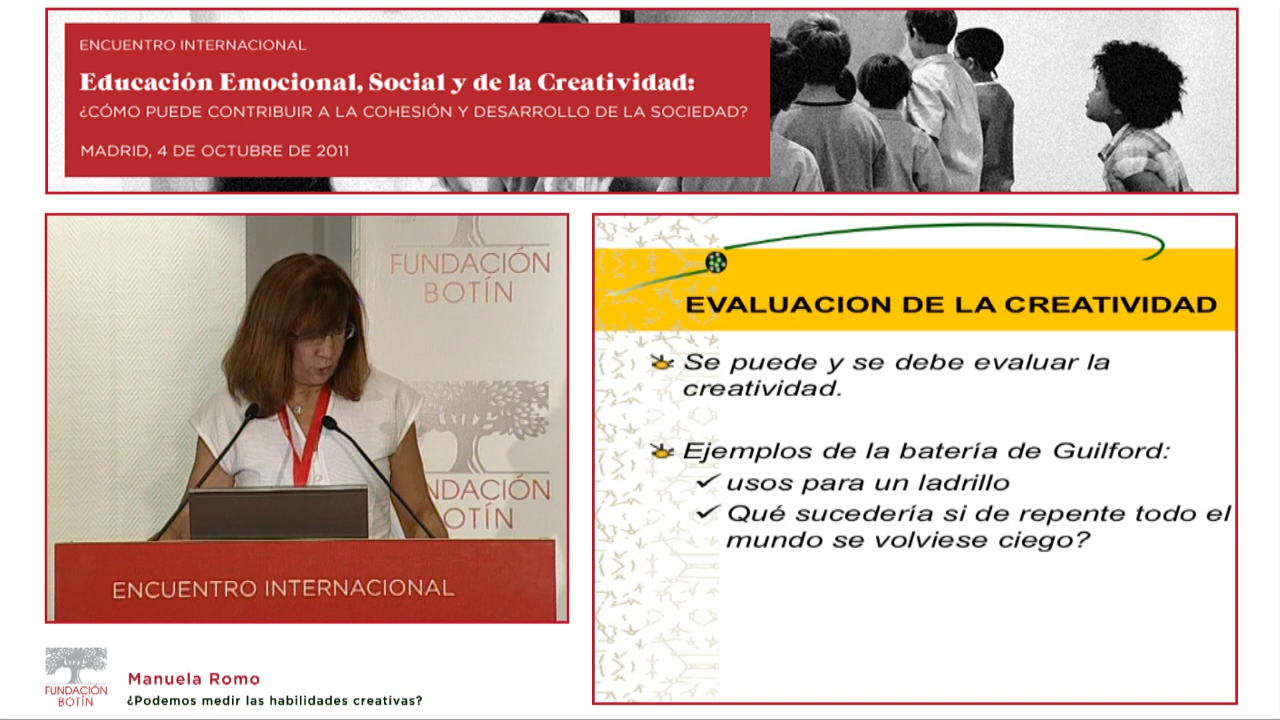 ENCUENTRO INTERNACIONAL
Educación Emocional, Social y de la Creatividad:
¿CÓMO PUEDE CONTRIBUIR A LA COHESIÓN Y DESARROLLO DE LA SOCIEDAD?
MADRID, 4 DE OCTUBRE DE 2011
FUNDACIÓN
BOTÍN
NDACIÓN
OTÍN
ENCUENTRO INTERNACIONAL
EVALUACION DE LA CREATIVIDAD
Se puede y se debe evaluar la
creatividad.
Ejemplos de la batería de Guilford:
usos para un ladrillo
Qué sucedería si de repente todo el
mundo se volviese ciego?
FUNDACIÓN
BOTÍN
Manuela Romo
¿Podemos medir las habilidades creativas?